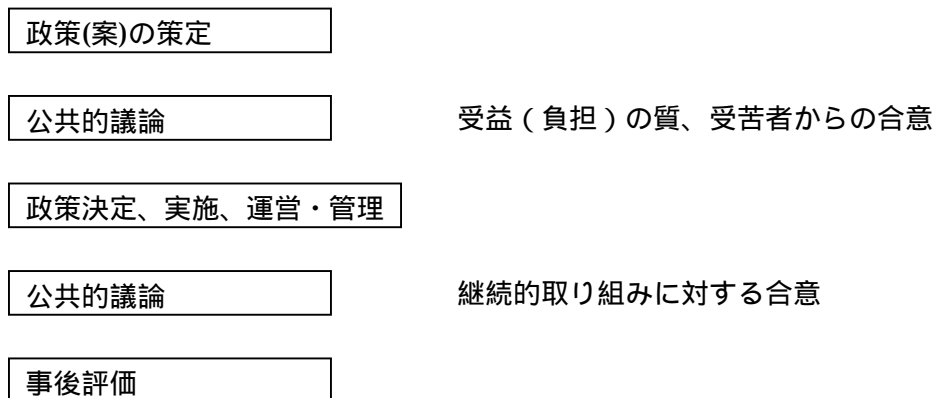 政策(案)の策定
公共的議論 受益(負担)の質、受苦者からの合意
政策決定、実施、運営・管理
公共的議論 継続的取り組みに対する合意
事後評価